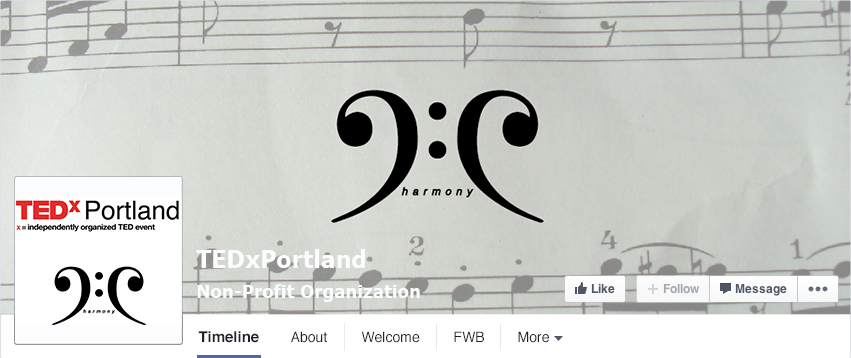 harmony
2
4
1
TEDx Portland
x = independently organized TED event
harmony
TEDxPortland
Non-Profit Organization
Like
Follow
Message
Timeline
About
Welcome
FWB
More